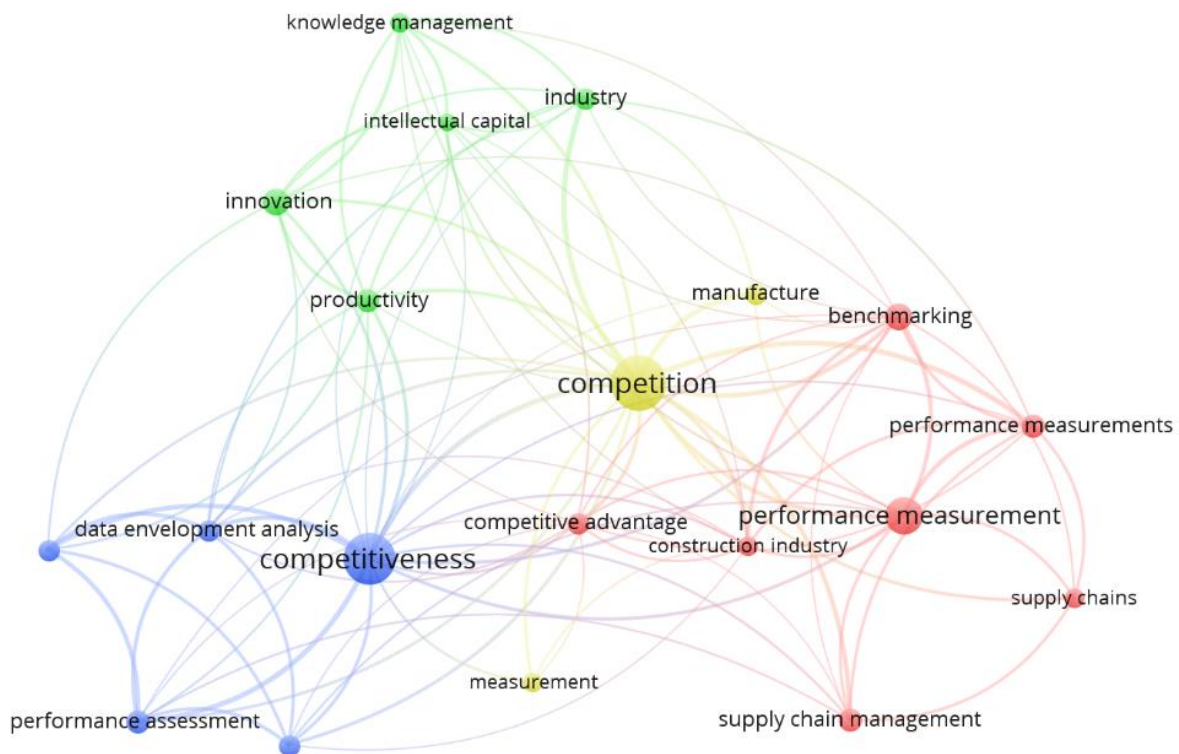 knowledge management
industry
intellectual capital
innovation
manufacture
productivity
benchmarking
competition
performance measurements
data envelopment analysis
competitive advantage
performance measurement
construction industry
competitiveness
supply chains
measurement
performance assessment
supply chain management